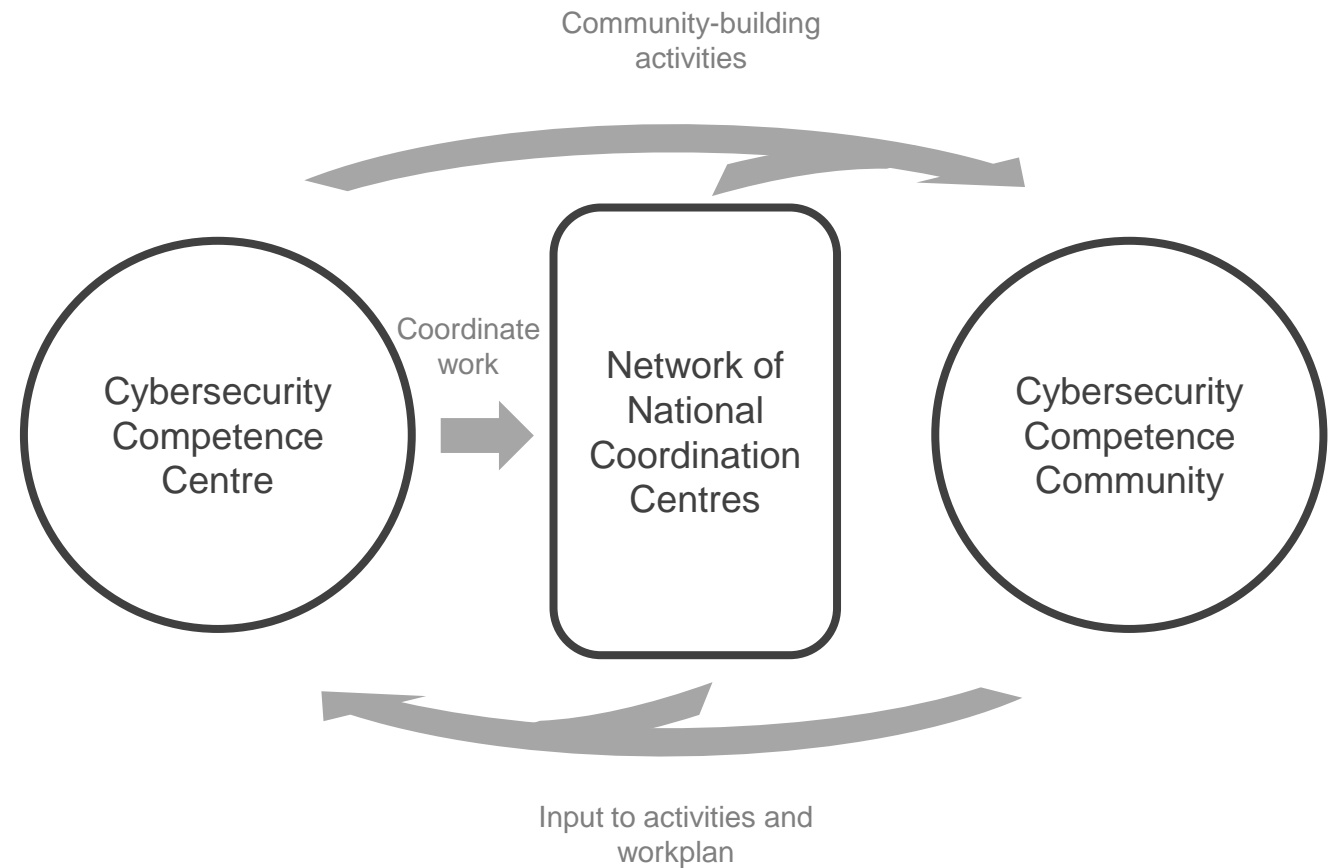 Community-building
activities
Coordinate
work
Cybersecurity
Competence
Centre
Network of
National
Coordination
Centres
Cybersecurity
Competence
Community
Input to activities and
workplan